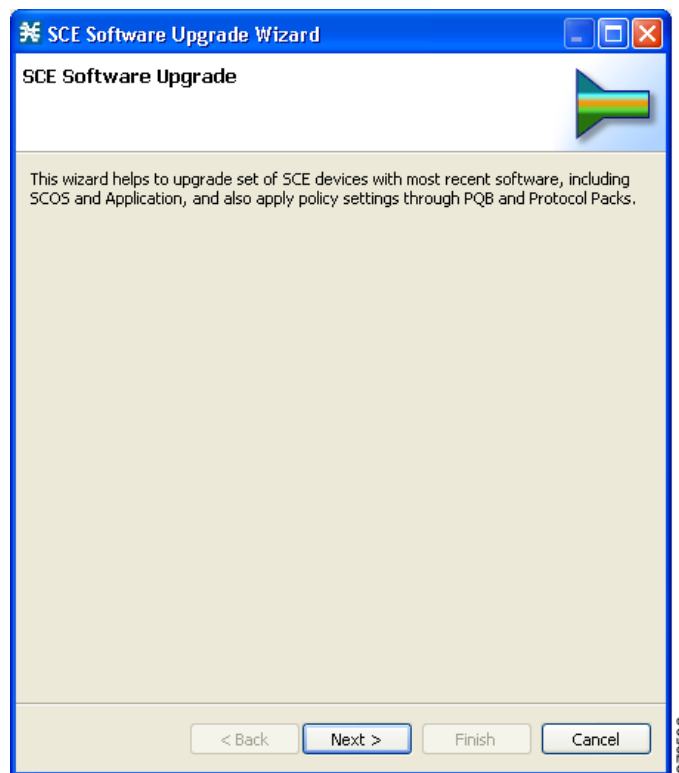 SCE Software Upgrade Wizard
SCE Software Upgrade
This wizard helps to upgrade set of SCE devices with most recent software, including
SCOS and Application, and also apply policy settings through PQB and Protocol Packs.
< Back
Next >
Finish
Cancel